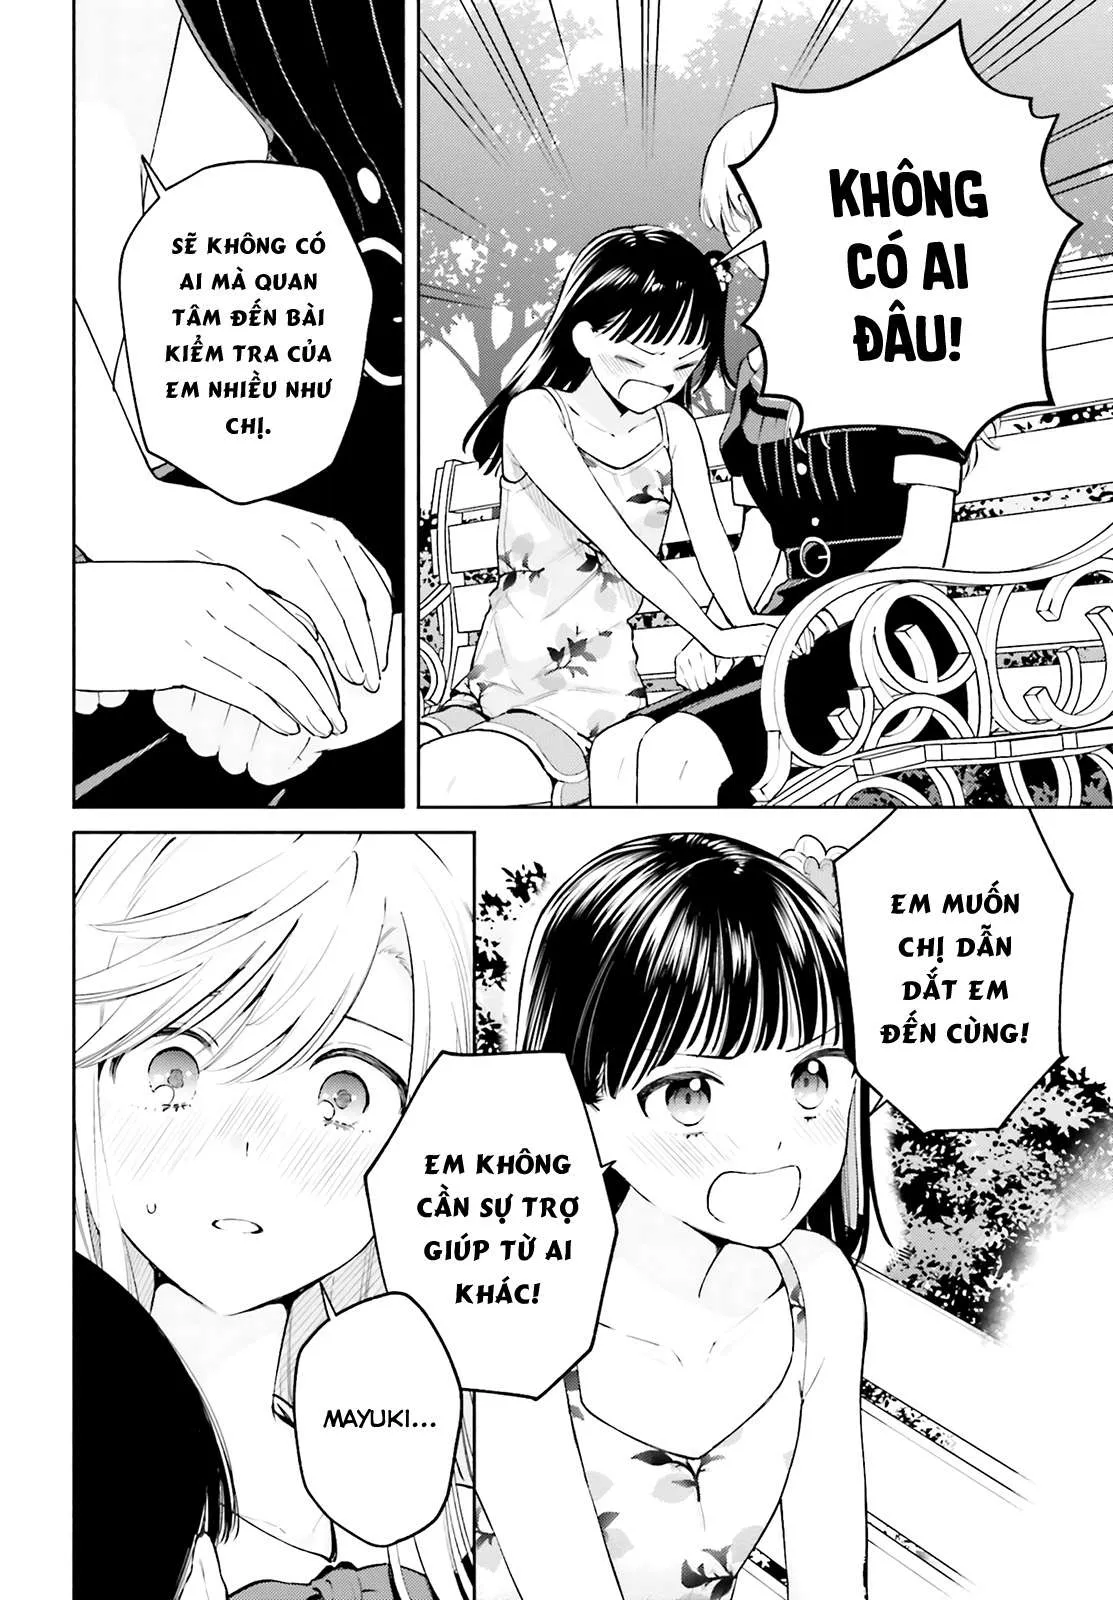 KHÔNG
CÓ AI
ĐÂU!
SẼ KHÔNG CÓ
AI MÀ QUAN
TÂM ĐẾN BÀI
KIỂM TRA CỦA
EM NHIỀU NHƯ
CHỊ.
EM MUỐN
CHỊ DẪN
DẮT EM
ĐẾN CÙNG!
EM KHÔNG
CẦN SỰ TRỢ
GIÚP TỪ AI
KHÁC!
MAYUKI...